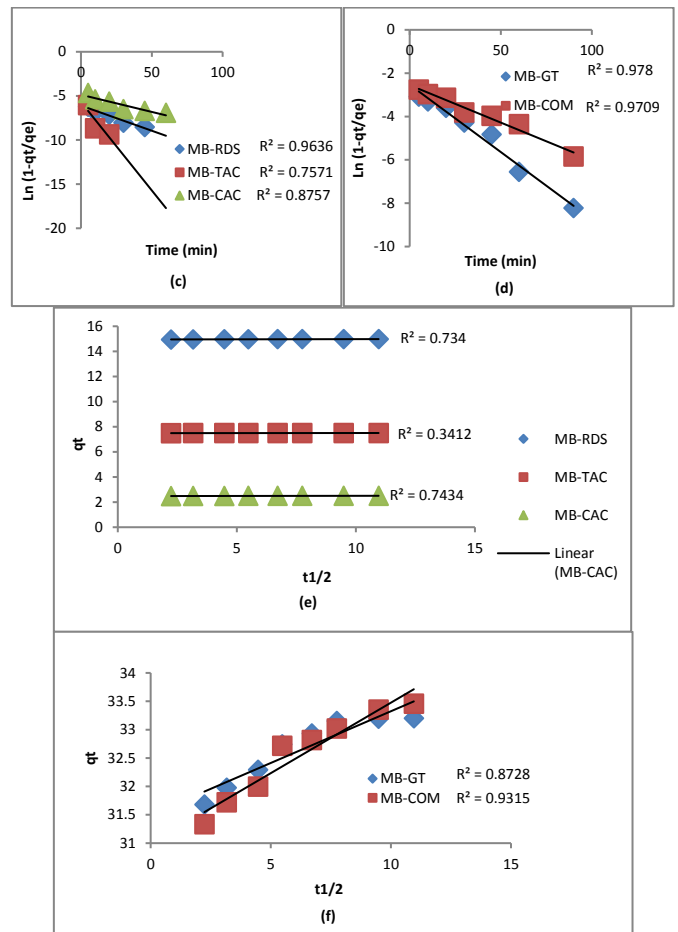 0
-5
-10
-15
-20
0 50 100
Ln (1-qt/qe)
MB-RDS R² = 0.9636
MB-TAC R² = 0.7571
MB-CAC R² = 0.8757
Time (min)
(c)
0
-2
-4
-6
-8
-10
0 50 100
Ln (1-qt/qe)
MB-GT R² = 0.978
MB-COM R² = 0.9709
Time (min)
(d)
16
14
12
10
8
6
4
2
0
0 5 10 15
qt
R² = 0.734
R² = 0.3412
R² = 0.7434
MB-RDS
MB-TAC
MB-CAC
Linear
(MB-CAC)
t1/2
(e)
34
33.5
33
32.5
32
31.5
31
0 5 10 15
qt
MB-GT R² = 0.8728
MB-COM R² = 0.9315
t1/2
(f)